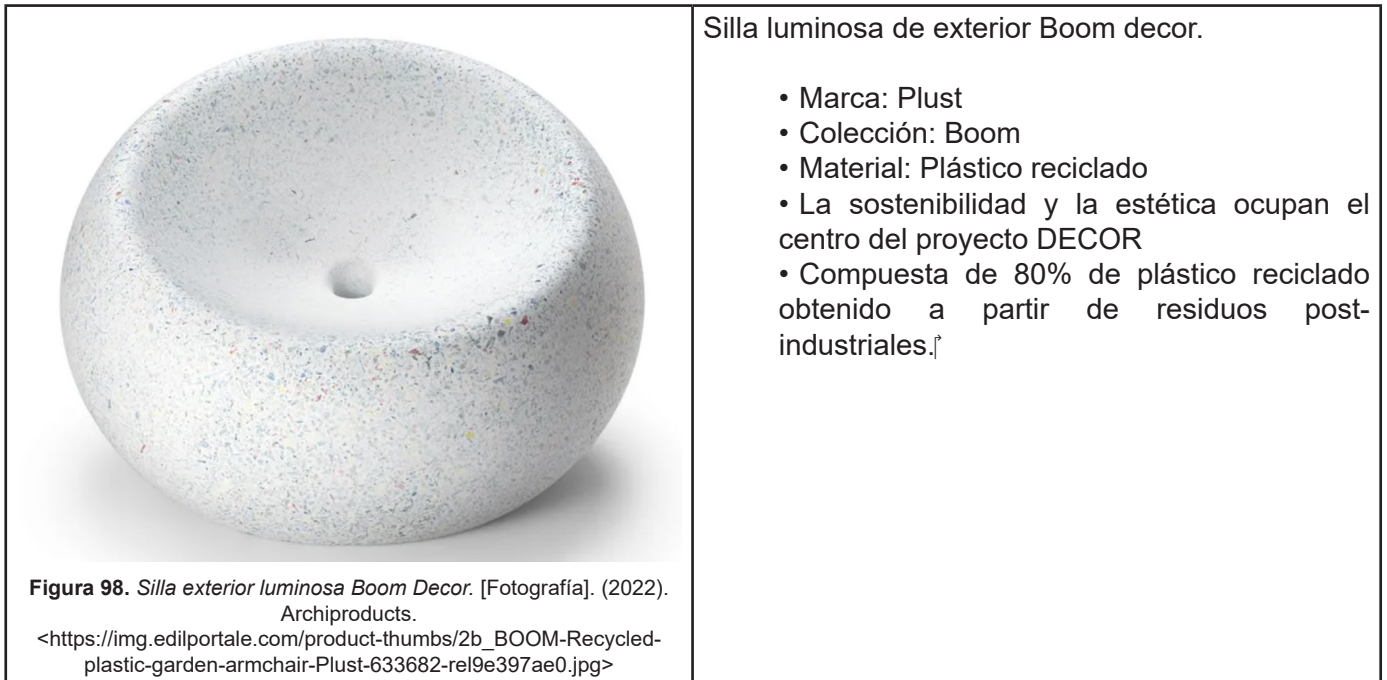 Silla luminosa de exterior Boom decor.
• Marca: Plust
• Colección: Boom
• Material: Plástico reciclado
• La sostenibilidad y la estética ocupan el
centro del proyecto DECOR
• Compuesta de 80% de plástico reciclado
obtenido a partir de residuos post-
industriales.
Figura 98. Silla exterior luminosa Boom Decor. [Fotografía]. (2022).
Archiproducts.
<https://img.edilportale.com/product-thumbs/2b_BOOM-Recycled-
plastic-garden-armchair-Plust-633682-rel9e397ae0.jpg>